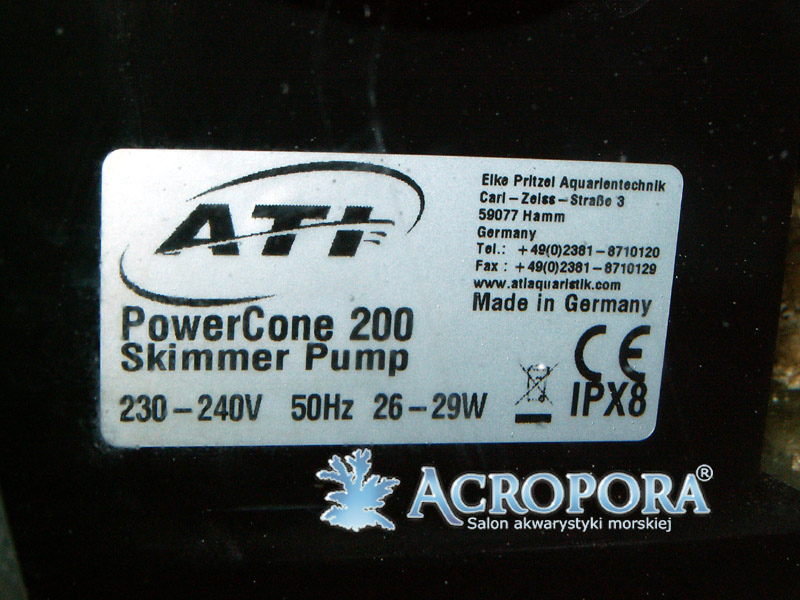 ATI
PowerCone 200
Skimmer Pump
230-240V 50Hz 26-29W
Elke Pritzel Aquarientechnik
Carl-Zeiss-Straße 3
59077 Hamm
Germany
Tel.: +49(0)2381-8710120
Fax : +49(0)2381-8710129
www.atiaquaristik.com
Made in Germany
CE
IPX8
ACROPORA®
Salon akwarystyki morskiej